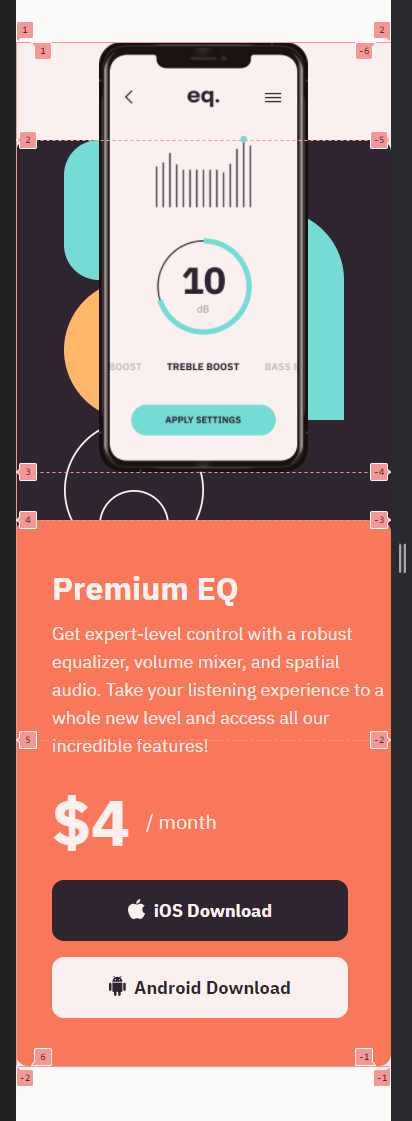 1
2
1
-6
eq.
2
-5
10
dB
BOOST
TREBLE BOOST
BASS
APPLY SETTINGS
3
-4
4
-3
Premium EQ
Get expert-level control with a robust
equalizer, volume mixer, and spatial
audio. Take your listening experience to a
whole new level and access all our
5
-2
incredible features!
$4 / month
iOS Download
Android Download
6
-1
-2
-1